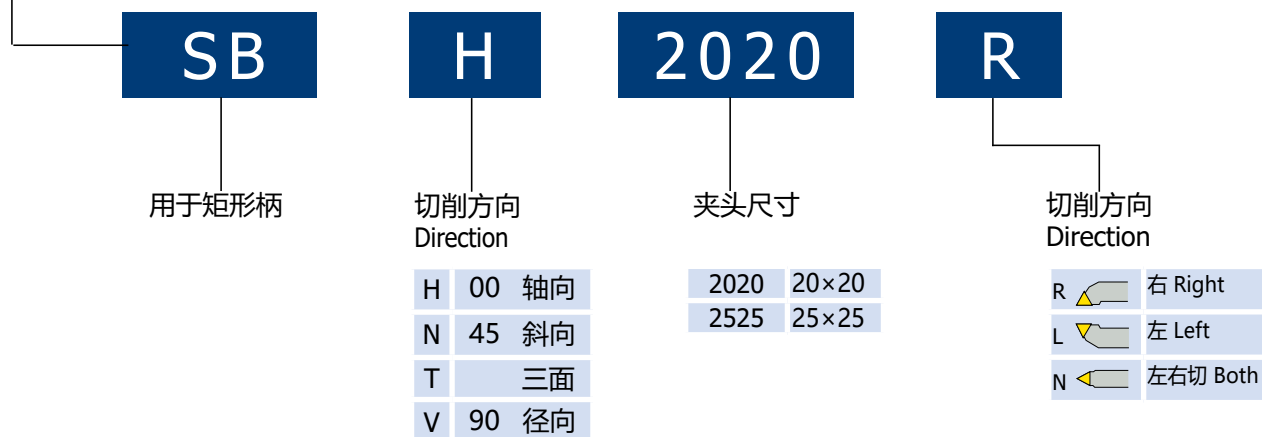 SB H 2020 R
用于矩形柄
切削方向
Direction
H 00 轴向
N 45 斜向
T 三面
V 90 径向
夹头尺寸
2020 20×20
2525 25×25
切削方向
Direction
R 右 Right
L 左 Left
N 左右切 Both